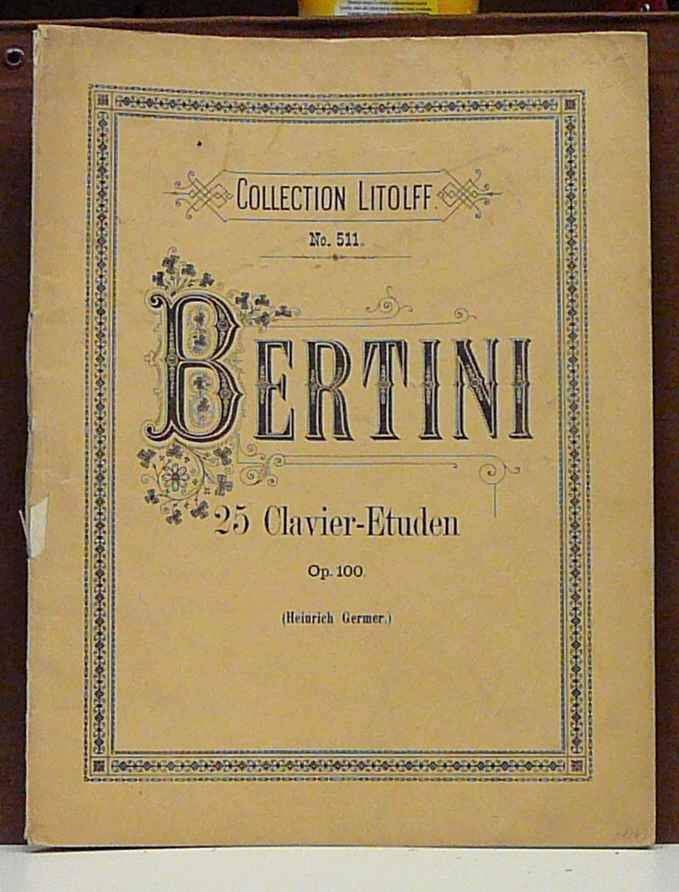 COLLECTION LITOLFF.
No. 511.
BERTINI
25 Clavier-Etuden
Op. 100.
(Heinrich Germer.)